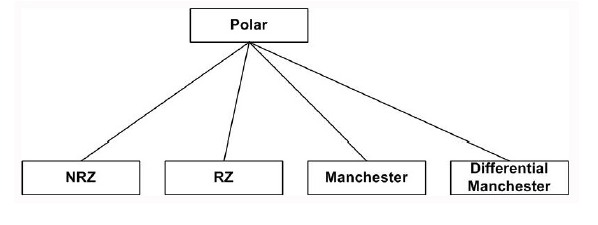 Polar
NRZ
RZ
Manchester
Differential
Manchester